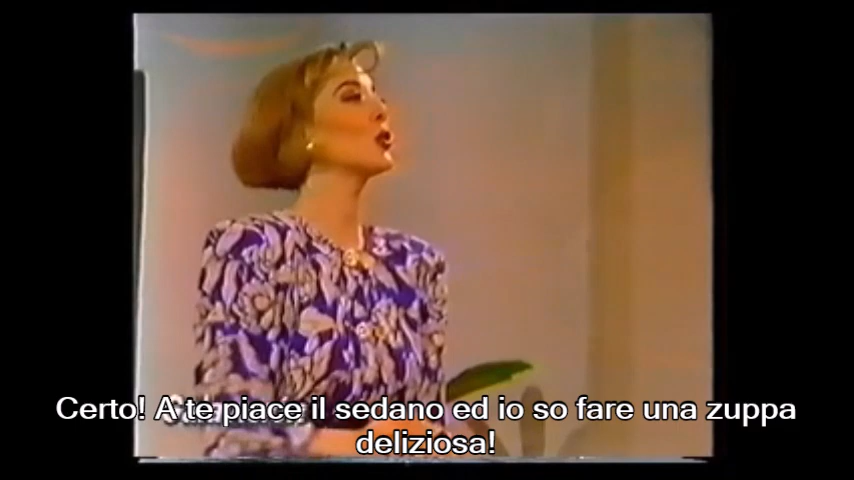 Certo! A te piace il sedano ed io so fare una zuppa
deliziosa!